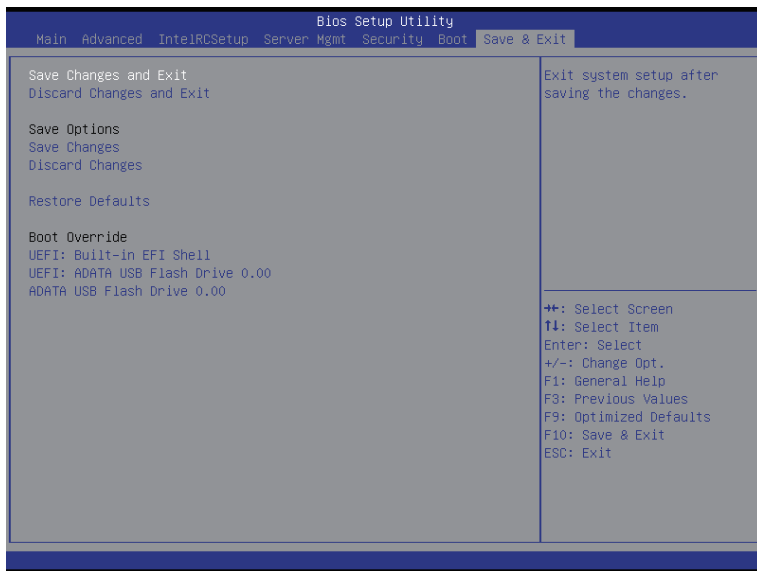 Bios Setup Utility
Main Advanced IntelRCSetup Server Mgmt Security Boot Save & Exit
Save Changes and Exit
Discard Changes and Exit
Save Options
Save Changes
Discard Changes
Restore Defaults
Boot Override
UEFI: Built-in EFI Shell
UEFI: ADATA USB Flash Drive 0.00
ADATA USB Flash Drive 0.00
Exit system setup after
saving the changes.
→←: Select Screen
↑↓: Select Item
Enter: Select
+/-: Change Opt.
F1: General Help
F3: Previous Values
F9: Optimized Defaults
F10: Save & Exit
ESC: Exit